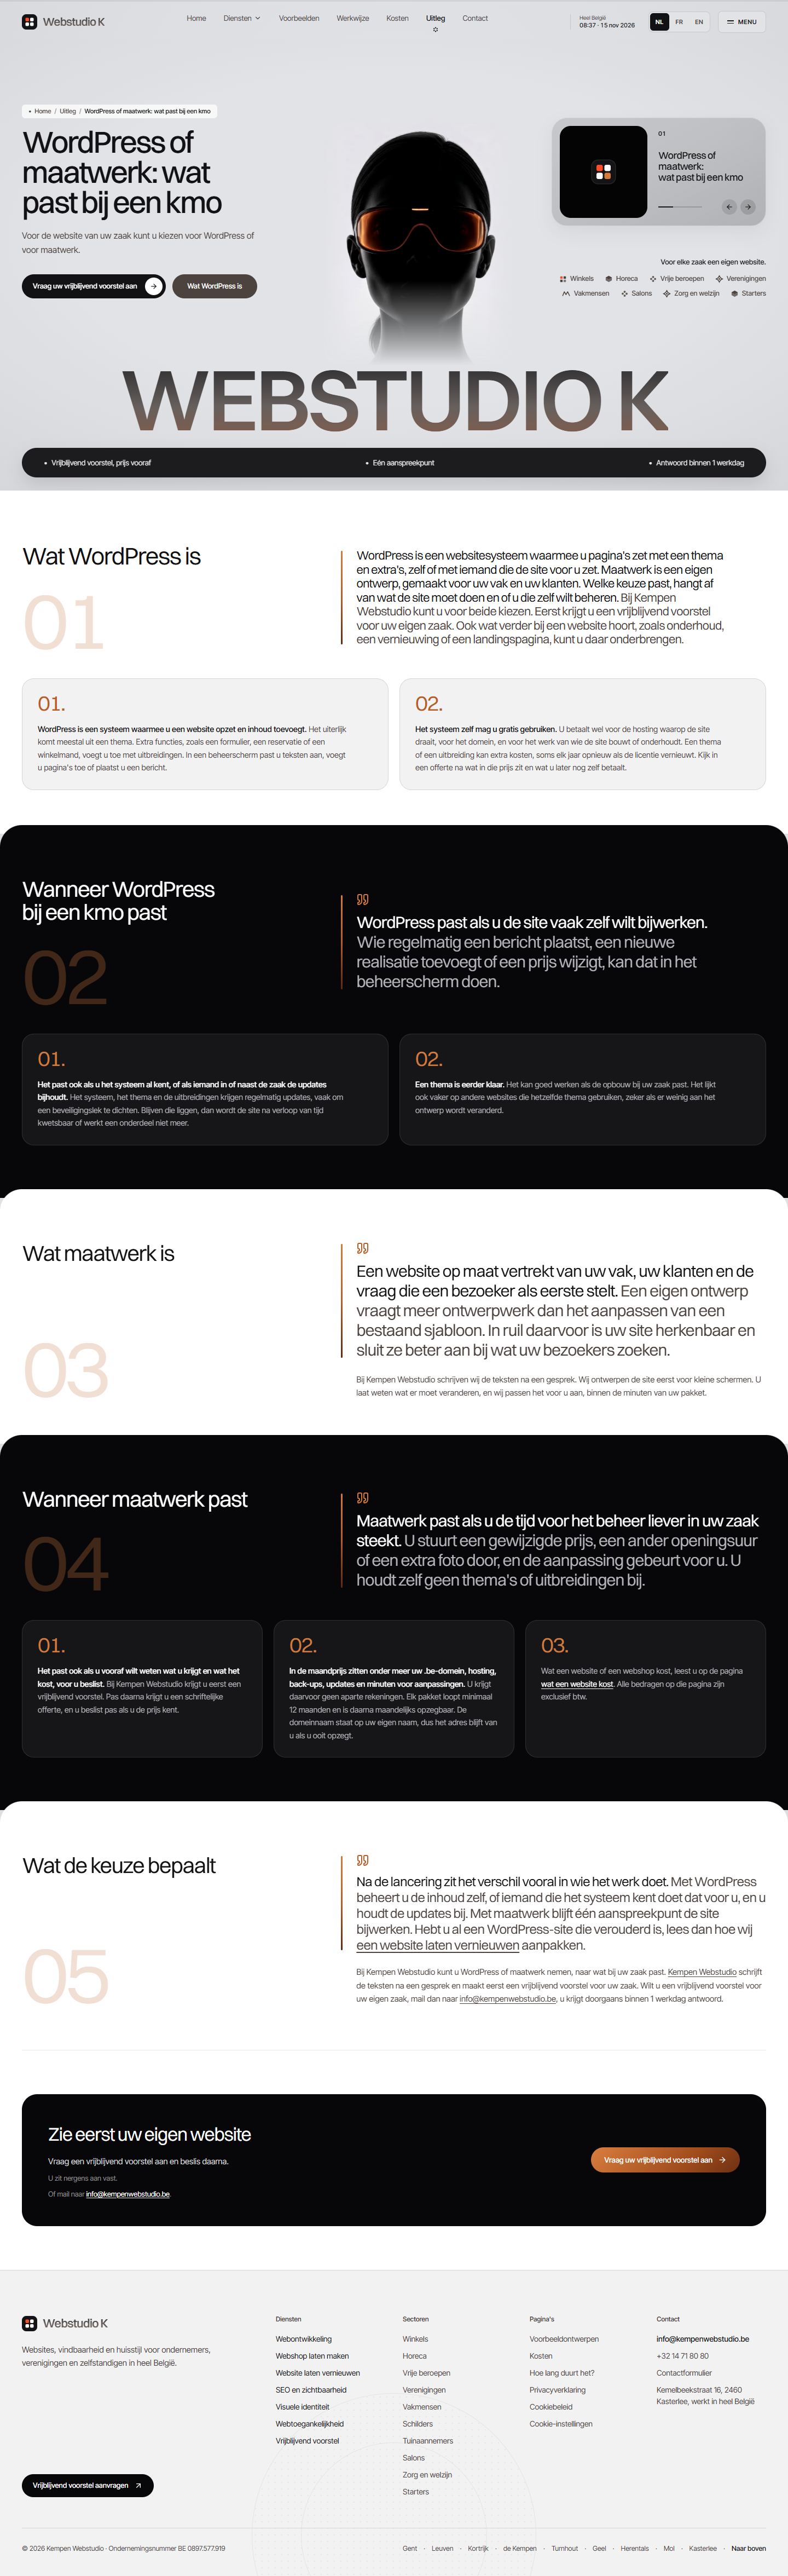 Webstudio K
Home
Diensten
Voorbeelden
Werkwijze
Kosten
Uitleg
Contact
Heel België
08:37 · 15 nov 2026
NL
FR
EN
MENU
Home / Uitleg / WordPress of maatwerk: wat past bij een kmo
WordPress of
maatwerk: wat
past bij een kmo
Voor de website van uw zaak kunt u kiezen voor WordPress of
voor maatwerk.
Vraag uw vrijblijvend voorstel aan
Wat WordPress is
01
WordPress of
maatwerk:
wat past bij een kmo
Voor elke zaak een eigen website.
Winkels
Horeca
Vrije beroepen
Verenigingen
Vakmensen
Salons
Zorg en welzijn
Starters
WEBSTUDIO K
Vrijblijvend voorstel, prijs vooraf
Eén aanspreekpunt
Antwoord binnen 1 werkdag
Wat WordPress is
01
WordPress is een websitesysteem waarmee u pagina's zet met een thema
en extra's, zelf of met iemand die de site voor u zet. Maatwerk is een eigen
ontwerp, gemaakt voor uw vak en uw klanten. Welke keuze past, hangt af
van wat de site moet doen en of u die zelf wilt beheren. Bij Kempen
Webstudio kunt u voor beide kiezen. Eerst krijgt u een vrijblijvend voorstel
voor uw eigen zaak. Ook wat verder bij een website hoort, zoals onderhoud,
een vernieuwing of een landingspagina, kunt u daar onderbrengen.
01.
WordPress is een systeem waarmee u een website opzet en inhoud toevoegt. Het uiterlijk
komt meestal uit een thema. Extra functies, zoals een formulier, een reservatie of een
winkelmand, voegt u toe met uitbreidingen. In een beheerscherm past u teksten aan, voegt
u pagina's toe of plaatst u een bericht.
02.
Het systeem zelf mag u gratis gebruiken. U betaalt wel voor de hosting waarop de site
draait, voor het domein, en voor het werk van wie de site bouwt of onderhoudt. Een thema
of een uitbreiding kan extra kosten, soms elk jaar opnieuw als de licentie vernieuwt. Kijk in
een offerte na wat in die prijs zit en wat u later nog zelf betaalt.
Wanneer WordPress
bij een kmo past
02
WordPress past als u de site vaak zelf wilt bijwerken.
Wie regelmatig een bericht plaatst, een nieuwe
realisatie toevoegt of een prijs wijzigt, kan dat in het
beheerscherm doen.
01.
Het past ook als u het systeem al kent, of als iemand in of naast de zaak de updates
bijhoudt. Het systeem, het thema en de uitbreidingen krijgen regelmatig updates, vaak om
een beveiligingslek te dichten. Blijven die liggen, dan wordt de site na verloop van tijd
kwetsbaar of werkt een onderdeel niet meer.
02.
Een thema is eerder klaar. Het kan goed werken als de opbouw bij uw zaak past. Het lijkt
ook vaker op andere websites die hetzelfde thema gebruiken, zeker als er weinig aan het
ontwerp wordt veranderd.
Wat maatwerk is
03
Een website op maat vertrekt van uw vak, uw klanten en de
vraag die een bezoeker als eerste stelt. Een eigen ontwerp
vraagt meer ontwerpwerk dan het aanpassen van een
bestaand sjabloon. In ruil daarvoor is uw site herkenbaar en
sluit ze beter aan bij wat uw bezoekers zoeken.
Bij Kempen Webstudio schrijven wij de teksten na een gesprek. Wij ontwerpen de site eerst voor kleine schermen. U
laat weten wat er moet veranderen, en wij passen het voor u aan, binnen de minuten van uw pakket.
Wanneer maatwerk past
04
Maatwerk past als u de tijd voor het beheer liever in uw zaak
steekt. U stuurt een gewijzigde prijs, een ander openingsuur
of een extra foto door, en de aanpassing gebeurt voor u. U
houdt zelf geen thema's of uitbreidingen bij.
01.
Het past ook als u vooraf wilt weten wat u krijgt en wat het
kost, voor u beslist. Bij Kempen Webstudio krijgt u eerst een
vrijblijvend voorstel. Pas daarna krijgt u een schriftelijke
offerte, en u beslist pas als u de prijs kent.
02.
In de maandprijs zitten onder meer uw .be-domein, hosting,
back-ups, updates en minuten voor aanpassingen. U krijgt
daarvoor geen aparte rekeningen. Elk pakket loopt minimaal
12 maanden en is daarna maandelijks opzegbaar. De
domeinnaam staat op uw eigen naam, dus het adres blijft van
u als u ooit opzegt.
03.
Wat een website of een webshop kost, leest u op de pagina
wat een website kost. Alle bedragen op die pagina zijn
exclusief btw.
Wat de keuze bepaalt
05
Na de lancering zit het verschil vooral in wie het werk doet. Met WordPress
beheert u de inhoud zelf, of iemand die het systeem kent doet dat voor u, en u
houdt de updates bij. Met maatwerk blijft één aanspreekpunt de site
bijwerken. Hebt u al een WordPress-site die verouderd is, lees dan hoe wij
een website laten vernieuwen aanpakken.
Bij Kempen Webstudio kunt u WordPress of maatwerk nemen, naar wat bij uw zaak past. Kempen Webstudio schrijft
de teksten na een gesprek en maakt eerst een vrijblijvend voorstel voor uw zaak. Wilt u een vrijblijvend voorstel voor
uw eigen zaak, mail dan naar info@kempenwebstudio.be, u krijgt doorgaans binnen 1 werkdag antwoord.
Zie eerst uw eigen website
Vraag een vrijblijvend voorstel aan en beslis daarna.
U zit nergens aan vast.
Of mail naar info@kempenwebstudio.be.
Vraag uw vrijblijvend voorstel aan
Webstudio K
Websites, vindbaarheid en huisstijl voor ondernemers,
verenigingen en zelfstandigen in heel België.
Vrijblijvend voorstel aanvragen
Diensten
Webontwikkeling
Webshop laten maken
Website laten vernieuwen
SEO en zichtbaarheid
Visuele identiteit
Webtoegankelijkheid
Vrijblijvend voorstel
Sectoren
Winkels
Horeca
Vrije beroepen
Verenigingen
Vakmensen
Schilders
Tuinaannemers
Salons
Zorg en welzijn
Starters
Pagina's
Voorbeeldontwerpen
Kosten
Hoe lang duurt het?
Privacyverklaring
Cookiebeleid
Cookie-instellingen
Contact
info@kempenwebstudio.be
+32 14 71 80 80
Contactformulier
Kemelbeekstraat 16, 2460
Kasterlee, werkt in heel België
© 2026 Kempen Webstudio · Ondernemingsnummer BE 0897.577.919
Gent · Leuven · Kortrijk · de Kempen · Turnhout · Geel · Herentals · Mol · Kasterlee · Naar boven